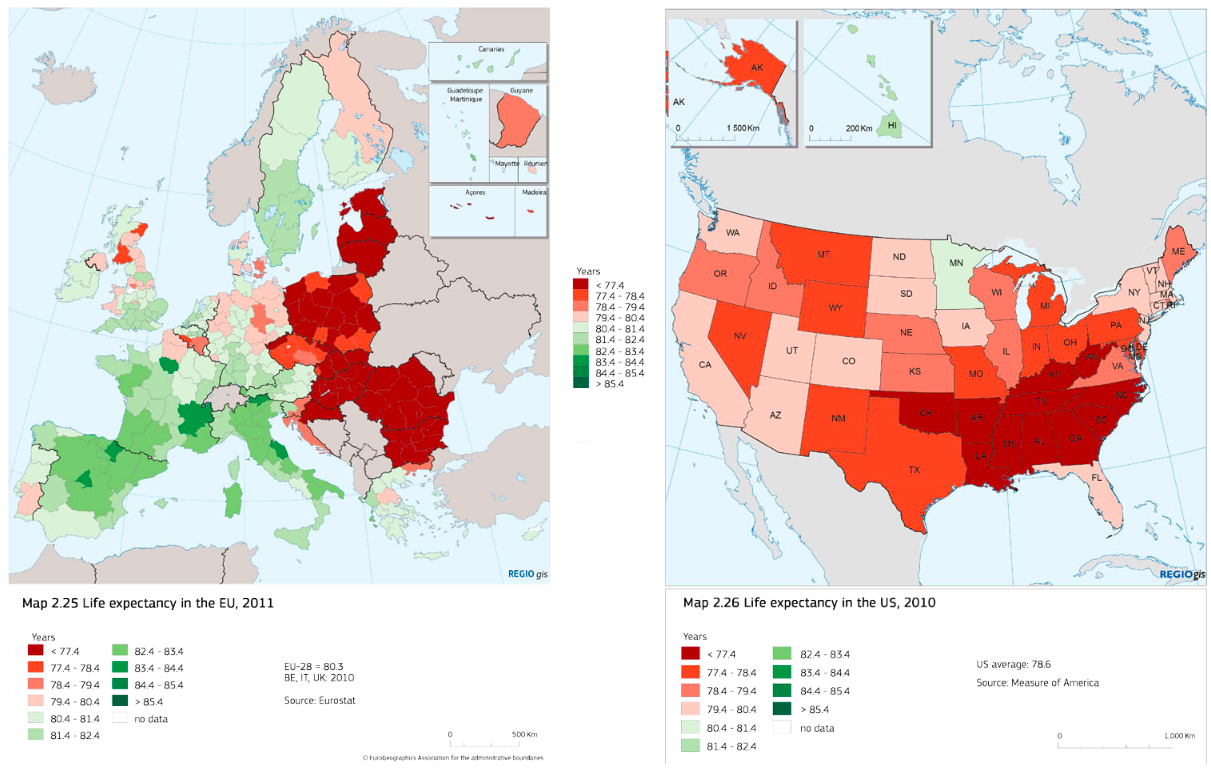 Canarias
Guadeloupe
Martinique
Guyane
Mayotte
Réunion
Açores
Madeira
REGIOgis
Map 2.25 Life expectancy in the EU, 2011
Years
< 77.4
77.4 - 78.4
78.4 - 79.4
79.4 - 80.4
80.4 - 81.4
81.4 - 82.4
82.4 - 83.4
83.4 - 84.4
84.4 - 85.4
> 85.4
no data
EU-28 = 80.3
BE, IT, UK: 2010
Source: Eurostat
0 500 Km
© EuroGeographics Association for the administrative boundaries
Years
< 77.4
77.4 - 78.4
78.4 - 79.4
79.4 - 80.4
80.4 - 81.4
81.4 - 82.4
82.4 - 83.4
83.4 - 84.4
84.4 - 85.4
> 85.4
AK
AK
0 1 500 Km
HI
0 200 Km
WA
MT
ND
MN
ME
OR
ID
SD
WI
MI
VT
NH
NY
MA
CT RI
WY
IA
NE
PA
NJ
NV
UT
CO
IL
IN
OH
DE
CA
KS
MO
KY
VA
AZ
NM
OK
AR
TN
NC
SC
TX
LA
MS
AL
GA
FL
REGIOgis
Map 2.26 Life expectancy in the US, 2010
Years
< 77.4
77.4 - 78.4
78.4 - 79.4
79.4 - 80.4
80.4 - 81.4
81.4 - 82.4
82.4 - 83.4
83.4 - 84.4
84.4 - 85.4
> 85.4
no data
US average: 78.6
Source: Measure of America
0 1,000 Km